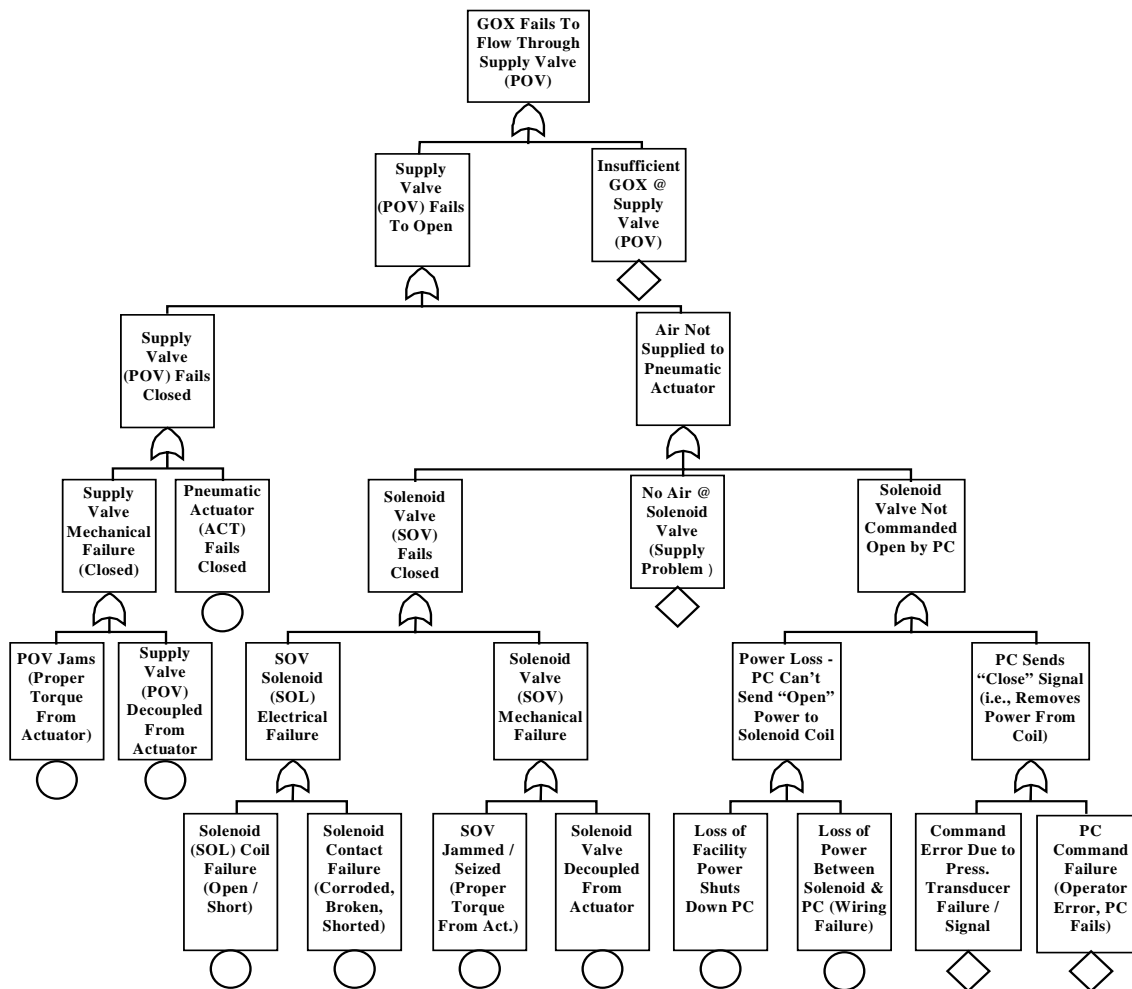 GOX Fails To
Flow Through
Supply Valve
(POV)
Supply
Valve
(POV) Fails
To Open
Insufficient
GOX @
Supply
Valve
(POV)
Supply
Valve
(POV) Fails
Closed
Air Not
Supplied to
Pneumatic
Actuator
Supply
Valve
Mechanical
Failure
(Closed)
Pneumatic
Actuator
(ACT)
Fails
Closed
Solenoid
Valve
(SOV)
Fails
Closed
No Air @
Solenoid
Valve
(Supply
Problem )
Solenoid
Valve Not
Commanded
Open by PC
POV Jams
(Proper
Torque
From
Actuator)
Supply
Valve
(POV)
Decoupled
From
Actuator
SOV
Solenoid
(SOL)
Electrical
Failure
Solenoid
Valve
(SOV)
Mechanical
Failure
Power Loss -
PC Can't
Send “Open”
Power to
Solenoid Coil
PC Sends
“Close” Signal
(i.e., Removes
Power From
Coil)
Solenoid
(SOL) Coil
Failure
(Open /
Short)
Solenoid
Contact
Failure
(Corroded,
Broken,
Shorted)
SOV
Jammed /
Seized
(Proper
Torque
From Act.)
Solenoid
Valve
Decoupled
From
Actuator
Loss of
Facility
Power
Shuts
Down PC
Loss of
Power
Between
Solenoid &
PC (Wiring
Failure)
Command
Error Due to
Press.
Transducer
Failure /
Signal
PC
Command
Failure
(Operator
Error, PC
Fails)